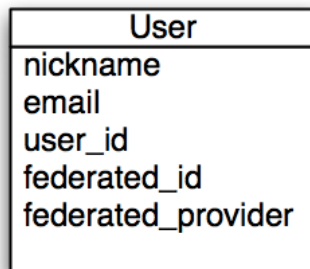 User
nickname
email
user_id
federated_id
federated_provider